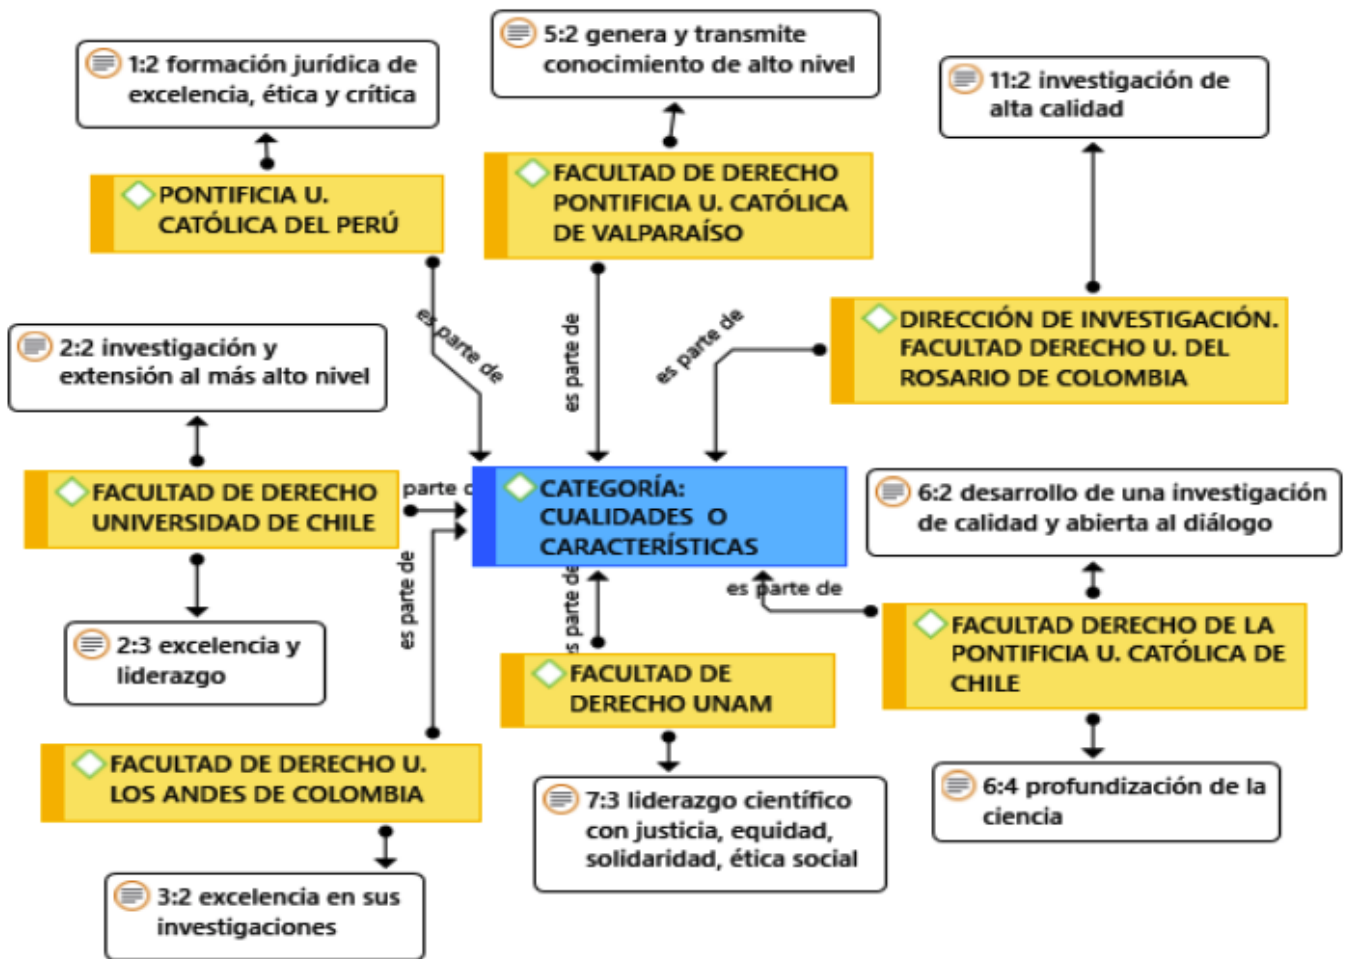 1:2 formación jurídica de
excelencia, ética y crítica
5:2 genera y transmite
conocimiento de alto nivel
11:2 investigación de
alta calidad
PONTIFICIA U.
CATÓLICA DEL PERÚ
FACULTAD DE DERECHO
PONTIFICIA U. CATÓLICA
DE VALPARAÍSO
DIRECCIÓN DE INVESTIGACIÓN.
FACULTAD DERECHO U. DEL
ROSARIO DE COLOMBIA
es parte de
es parte de
es parte de
2:2 investigación y
extensión al más alto nivel
FACULTAD DE DERECHO
UNIVERSIDAD DE CHILE
parte
CATEGORÍA:
CUALIDADES O
CARACTERÍSTICAS
6:2 desarrollo de una investigación
de calidad y abierta al diálogo
es parte de
es parte de
es parte de
2:3 excelencia y
liderazgo
FACULTAD DE
DERECHO UNAM
FACULTAD DERECHO DE LA
PONTIFICIA U. CATÓLICA DE
CHILE
FACULTAD DE DERECHO U.
LOS ANDES DE COLOMBIA
7:3 liderazgo científico
con justicia, equidad,
solidaridad, ética social
6:4 profundización de la
ciencia
3:2 excelencia en sus
investigaciones